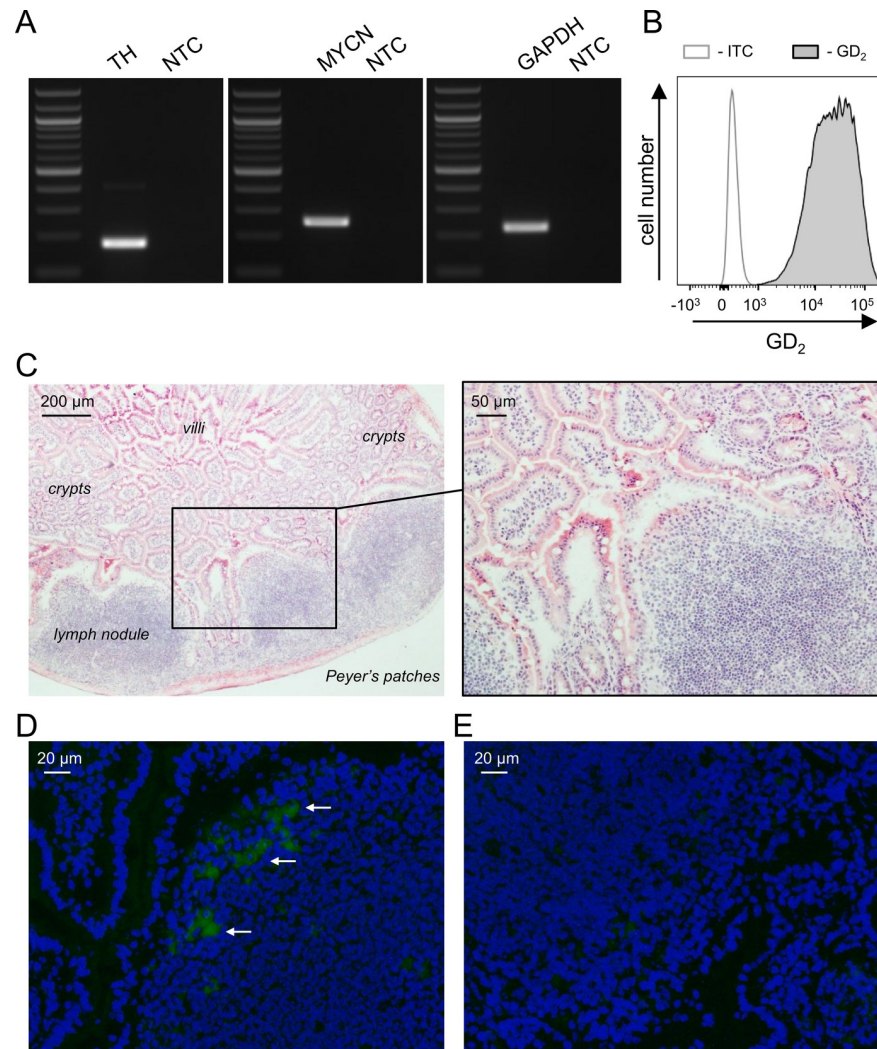 A
TH NTC MYCN NTC GAPDH NTC
B
- ITC - GD₂
cell number
-10³ 0 10³ 10⁴ 10⁵
GD₂
C
200 µm
villi
crypts
crypts
lymph nodule
Peyer's patches
50 µm
D
20 µm
E
20 µm